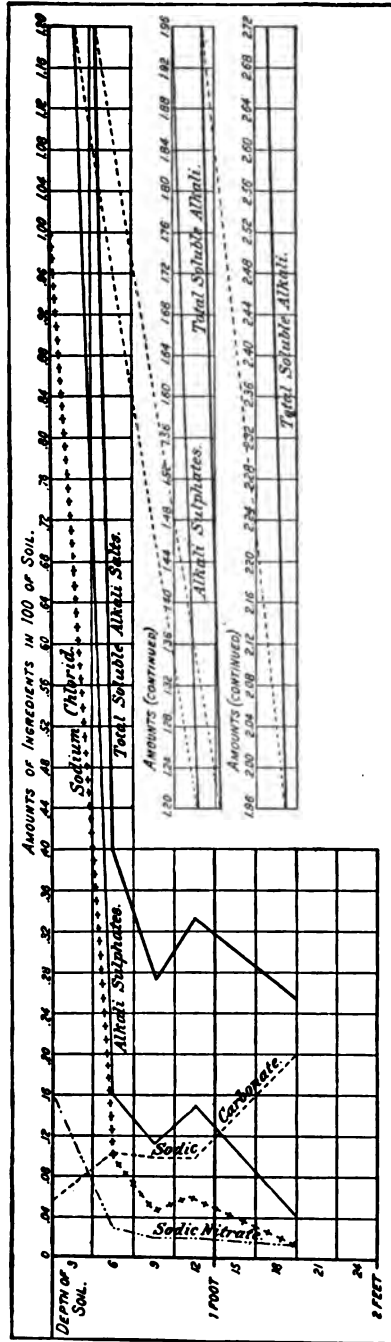 AMOUNTS OF INGREDIENTS IN 100 OF SOIL.
0 .04 .08 .12 .16 .20 .24 .28 .32 .36 .40 .44 .48 .52 .56 .60 .64 .68 .72 .76 .80 .84 .88 .92 .96 1.00 1.04 1.08 1.12 1.16 1.20
DEPTH OF
SOIL.
3
6
9
12
1 FOOT
15
18
21
24
2 FEET
Sodium Chlorid.
Alkali Sulphates.
Total Soluble Alkali Salts.
Sodic Carbonate
Sodic Nitrate.
AMOUNTS (CONTINUED)
1.20 1.24 1.28 1.32 1.36 1.40 1.44 1.48 1.52 1.56 1.60 1.64 1.68 1.72 1.76 1.80 1.84 1.88 1.92 1.96
Alkali Sulphates.
Total Soluble Alkali.
AMOUNTS (CONTINUED)
1.96 2.00 2.04 2.08 2.12 2.16 2.20 2.24 2.28 2.32 2.36 2.40 2.44 2.48 2.52 2.56 2.60 2.64 2.68 2.72
Total Soluble Alkali.